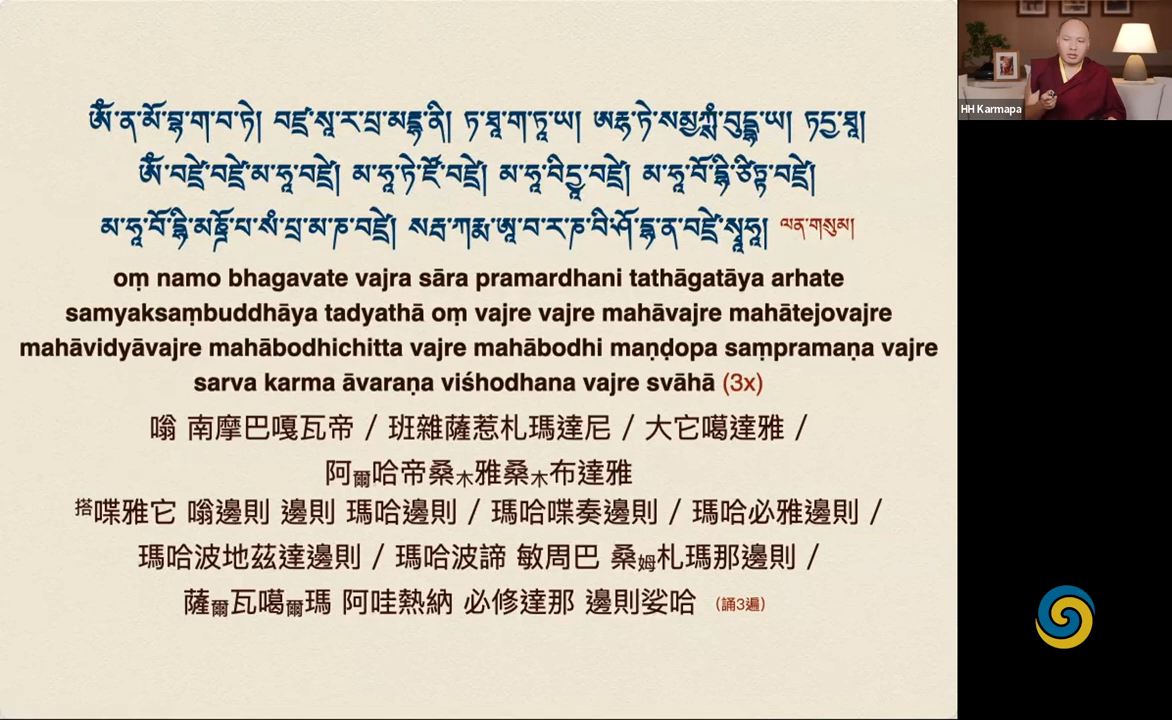 ༀ་ན་མོ་བྷ་ག་བ་ཏེ། བཛྲ་སཱ་ར་པྲ་མརྡྷ་ནི། ཏ་ཐཱ་ག་ཏཱ་ཡ། ཨརྷ་ཏེ་སམྱཀྶཾ་བུདྡྷཱ་ཡ། ཏདྱ་ཐཱ།
ༀ་བཛྲེ་བཛྲེ་མ་ཧཱ་བཛྲེ། མ་ཧཱ་ཏེ་ཛོ་བཛྲེ། མ་ཧཱ་བིདྱཱ་བཛྲེ། མ་ཧཱ་བོ་དྷི་ཙིཏྟ་བཛྲེ།
མ་ཧཱ་བོ་དྷི་མཎྜོ་པ་སཾ་པྲ་མ་ཎ་བཛྲེ། སརྦ་ཀརྨ་ཨཱ་བ་ར་ཎ་བི་ཤོ་དྷ་ན་བཛྲེ་སྭཱ་ཧཱ། ལན་གསུམ།
oṃ namo bhagavate vajra sāra pramardhani tathāgatāya arhate
samyaksaṃbuddhāya tadyathā oṃ vajre vajre mahāvajre mahātejovajre
mahāvidyāvajre mahābodhichitta vajre mahābodhi maṇḍopa saṃpramaṇa vajre
sarva karma āvaraṇa viśhodhana vajre svāhā (3x)
嗡 南摩巴嘎瓦帝 / 班雜薩惹札瑪達尼 / 大它噶達雅 /
阿爾哈帝桑木雅桑木布達雅
搭喋雅它 嗡邊則 邊則 瑪哈邊則 / 瑪哈喋奏邊則 / 瑪哈必雅邊則 /
瑪哈波地茲達邊則 / 瑪哈波諦 敏周巴 桑姆札瑪那邊則 /
薩爾瓦噶爾瑪 阿哇熱納 必修達那 邊則娑哈 (誦3遍)
HH Karmapa